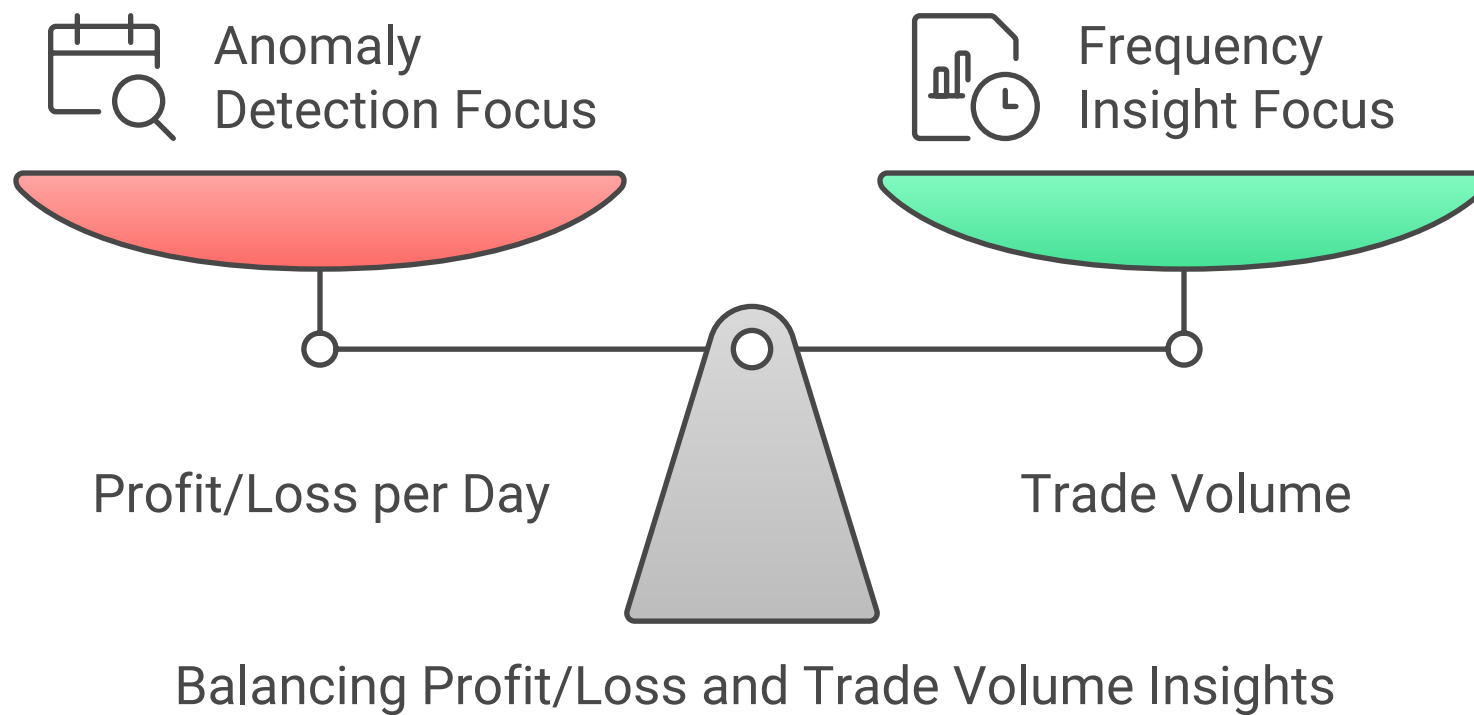 Anomaly
Detection Focus
Frequency
Insight Focus
Profit/Loss per Day
Trade Volume
Balancing Profit/Loss and Trade Volume Insights